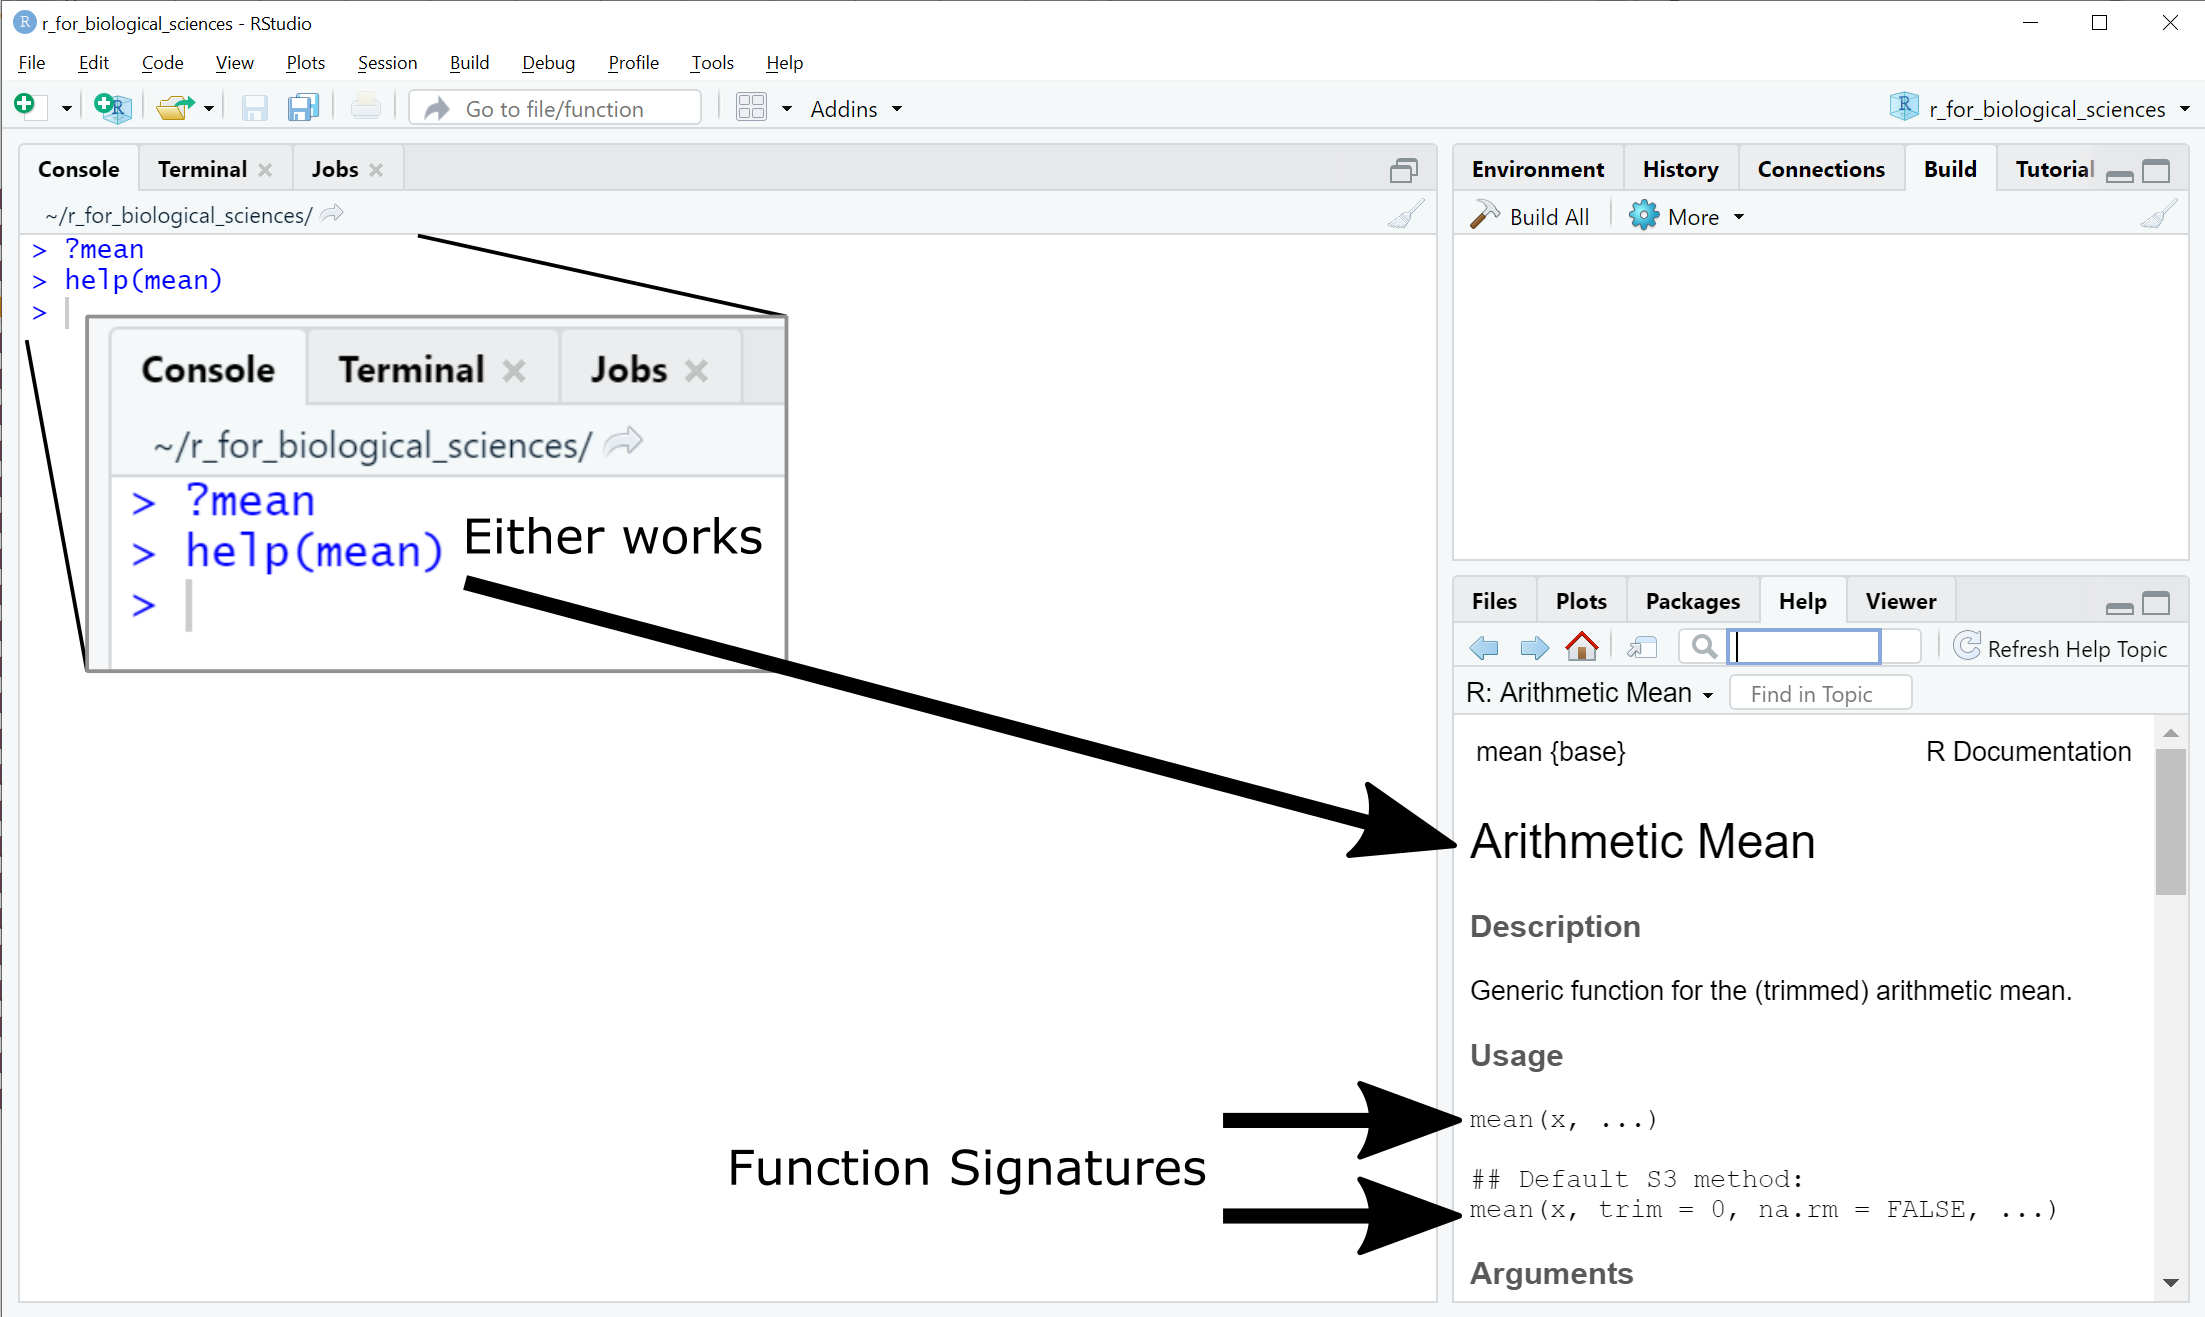 r_for_biological_sciences - RStudio
File Edit Code View Plots Session Build Debug Profile Tools Help
Go to file/function Addins r_for_biological_sciences
Console Terminal Jobs
~/r_for_biological_sciences/
> ?mean
> help(mean)
>
Console Terminal Jobs
~/r_for_biological_sciences/
> ?mean
> help(mean)
>
Either works
Function Signatures
Environment History Connections Build Tutorial
Build All More
Files Plots Packages Help Viewer
Refresh Help Topic
R: Arithmetic Mean Find in Topic
mean {base} R Documentation
Arithmetic Mean
Description
Generic function for the (trimmed) arithmetic mean.
Usage
mean(x, ...)
## Default S3 method:
mean(x, trim = 0, na.rm = FALSE, ...)
Arguments